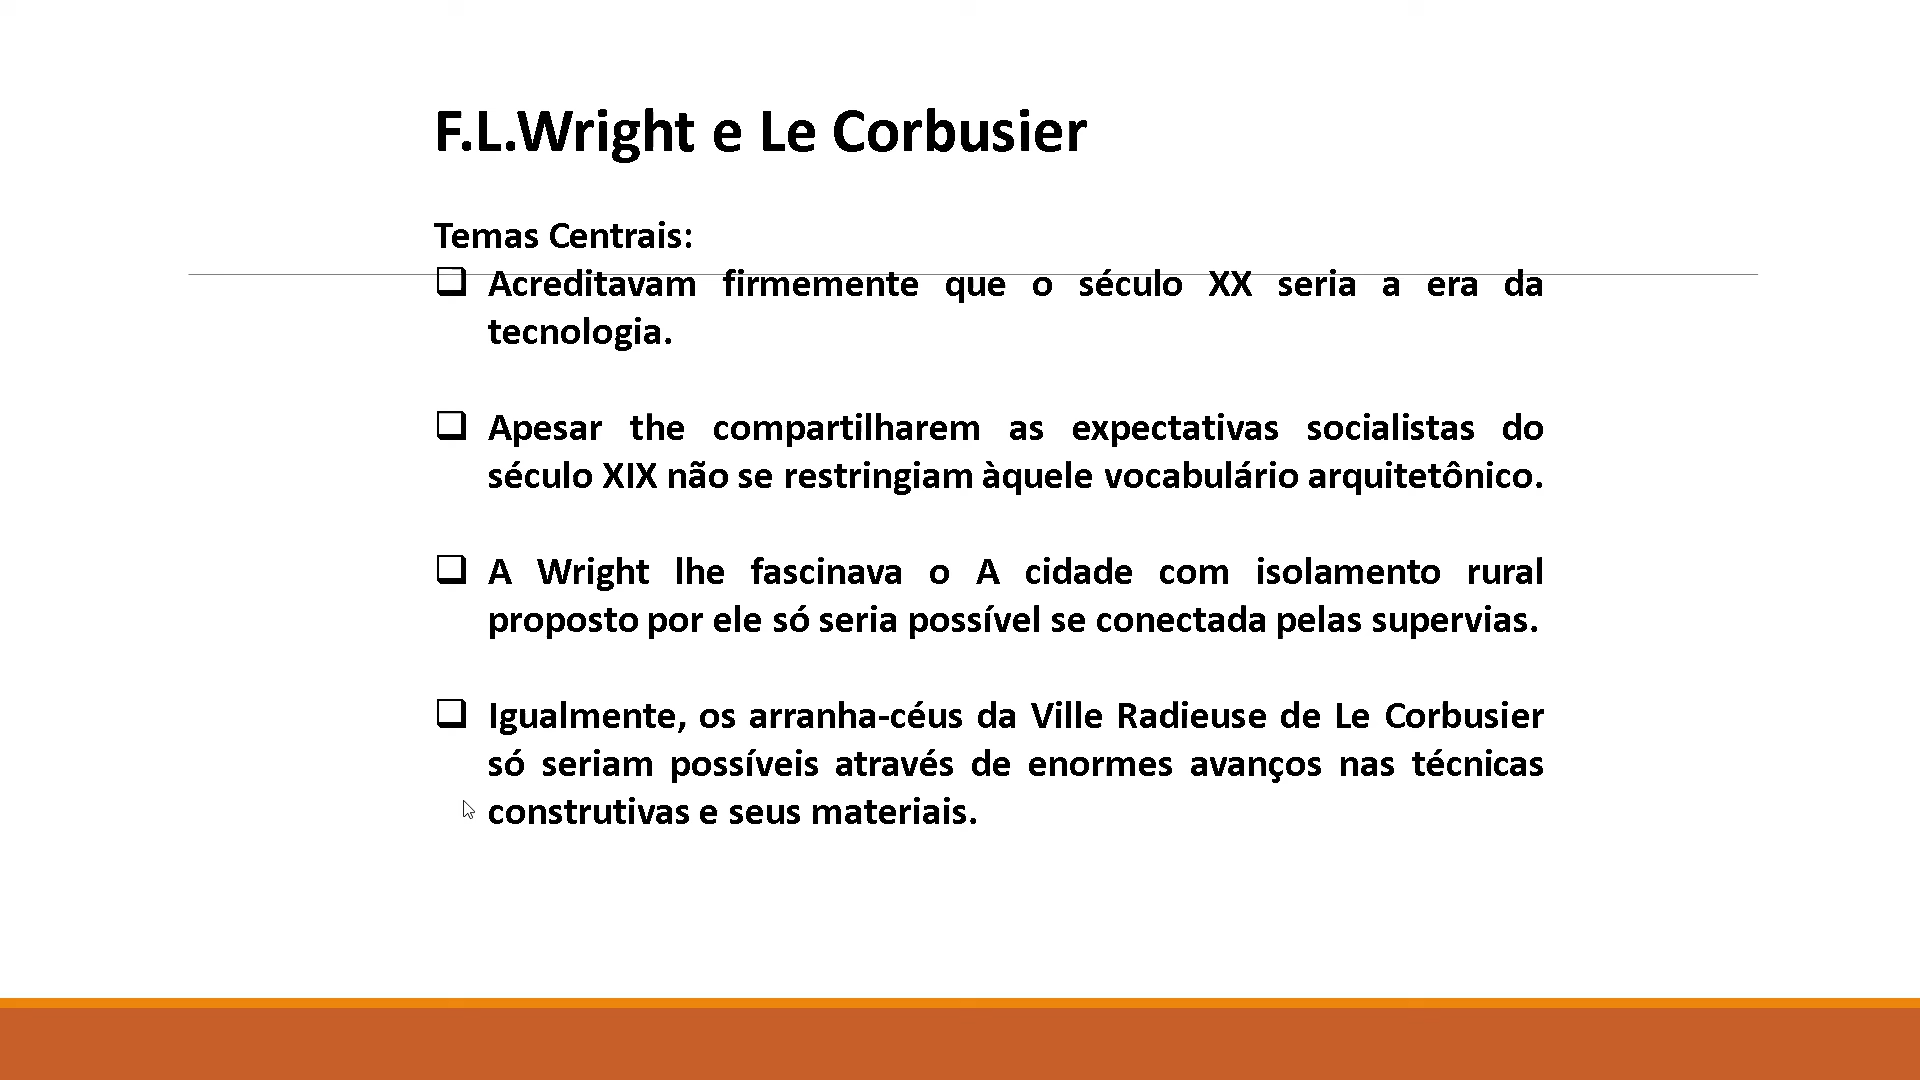 F.L.Wright e Le Corbusier
Temas Centrais:
❑ Acreditavam firmemente que o século XX seria a era da
tecnologia.
❑ Apesar the compartilharem as expectativas socialistas do
século XIX não se restringiam àquele vocabulário arquitetônico.
❑ A Wright lhe fascinava o A cidade com isolamento rural
proposto por ele só seria possível se conectada pelas supervias.
❑ Igualmente, os arranha-céus da Ville Radieuse de Le Corbusier
só seriam possíveis através de enormes avanços nas técnicas
construtivas e seus materiais.